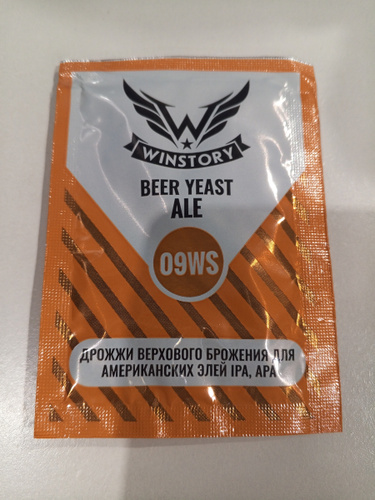 WINSTORY
BEER YEAST
ALE
09WS
ДРОЖЖИ ВЕРХОВОГО БРОЖЕНИЯ ДЛЯ
АМЕРИКАНСКИХ ЭЛЕЙ IPA, APA